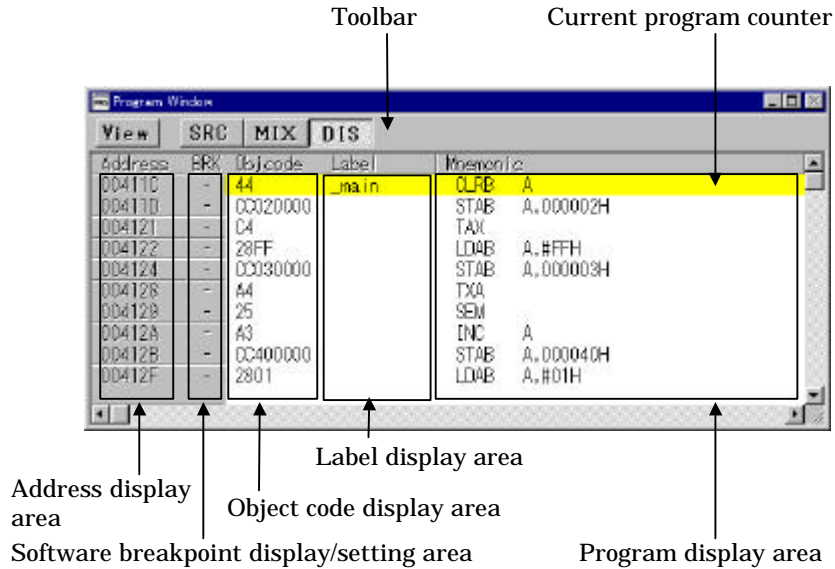 Toolbar Current program counter
Program Window
View SRC MIX DIS
Address BRK Objcode Label Mnemonic
00411C - 44 _main CLRB A
00411D - CC020000 STAB A,000002H
004121 - C4 TAX
004122 - 28FF LDAB A,#FFH
004124 - CC030000 STAB A,000003H
004128 - A4 TXA
004129 - 25 SEM
00412A - A3 INC A
00412B - CC400000 STAB A,000040H
00412F - 2801 LDAB A,#01H
Label display area
Address display
area
Object code display area
Software breakpoint display/setting area Program display area